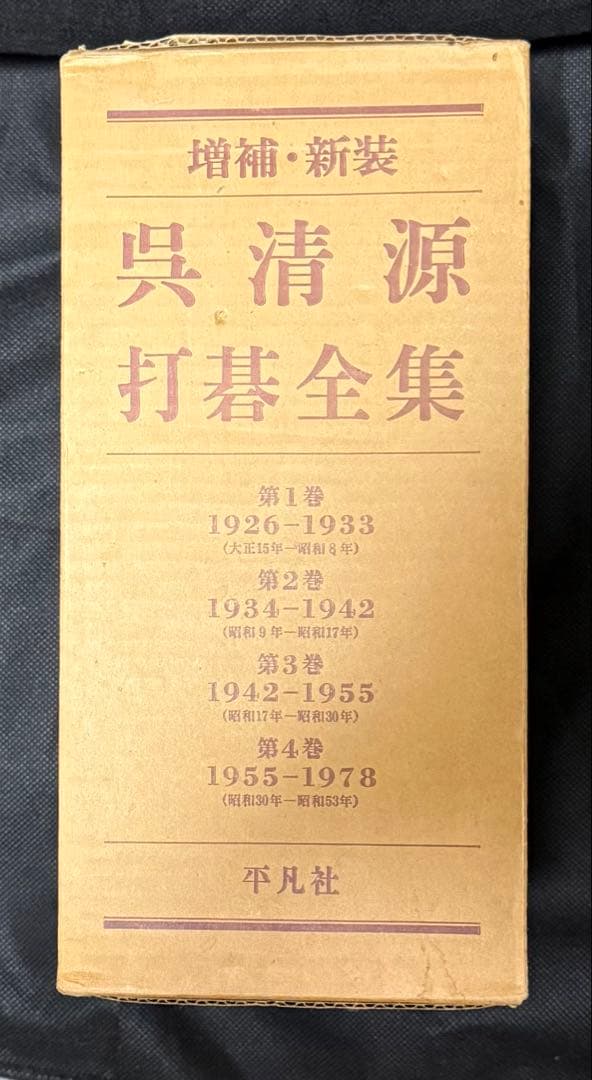 増補・新装
呉清源
打碁全集
第1巻
1926–1933
(大正15年—昭和8年)
第2巻
1934–1942
(昭和9年—昭和17年)
第3巻
1942–1955
(昭和17年—昭和30年)
第4巻
1955–1978
(昭和30年—昭和53年)
平凡社